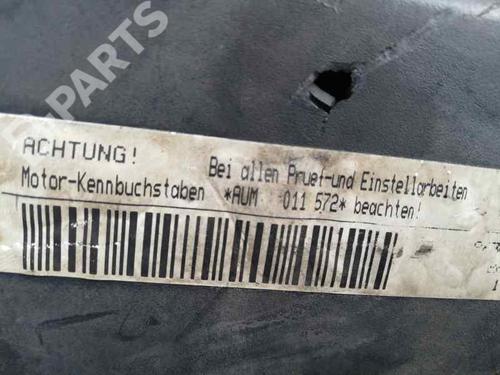 B-PARTS
ACHTUNG! Bei allen Pruef-und Einstellarbeiten
Motor-Kennbuchstaben *AUM 011 572* beachten!